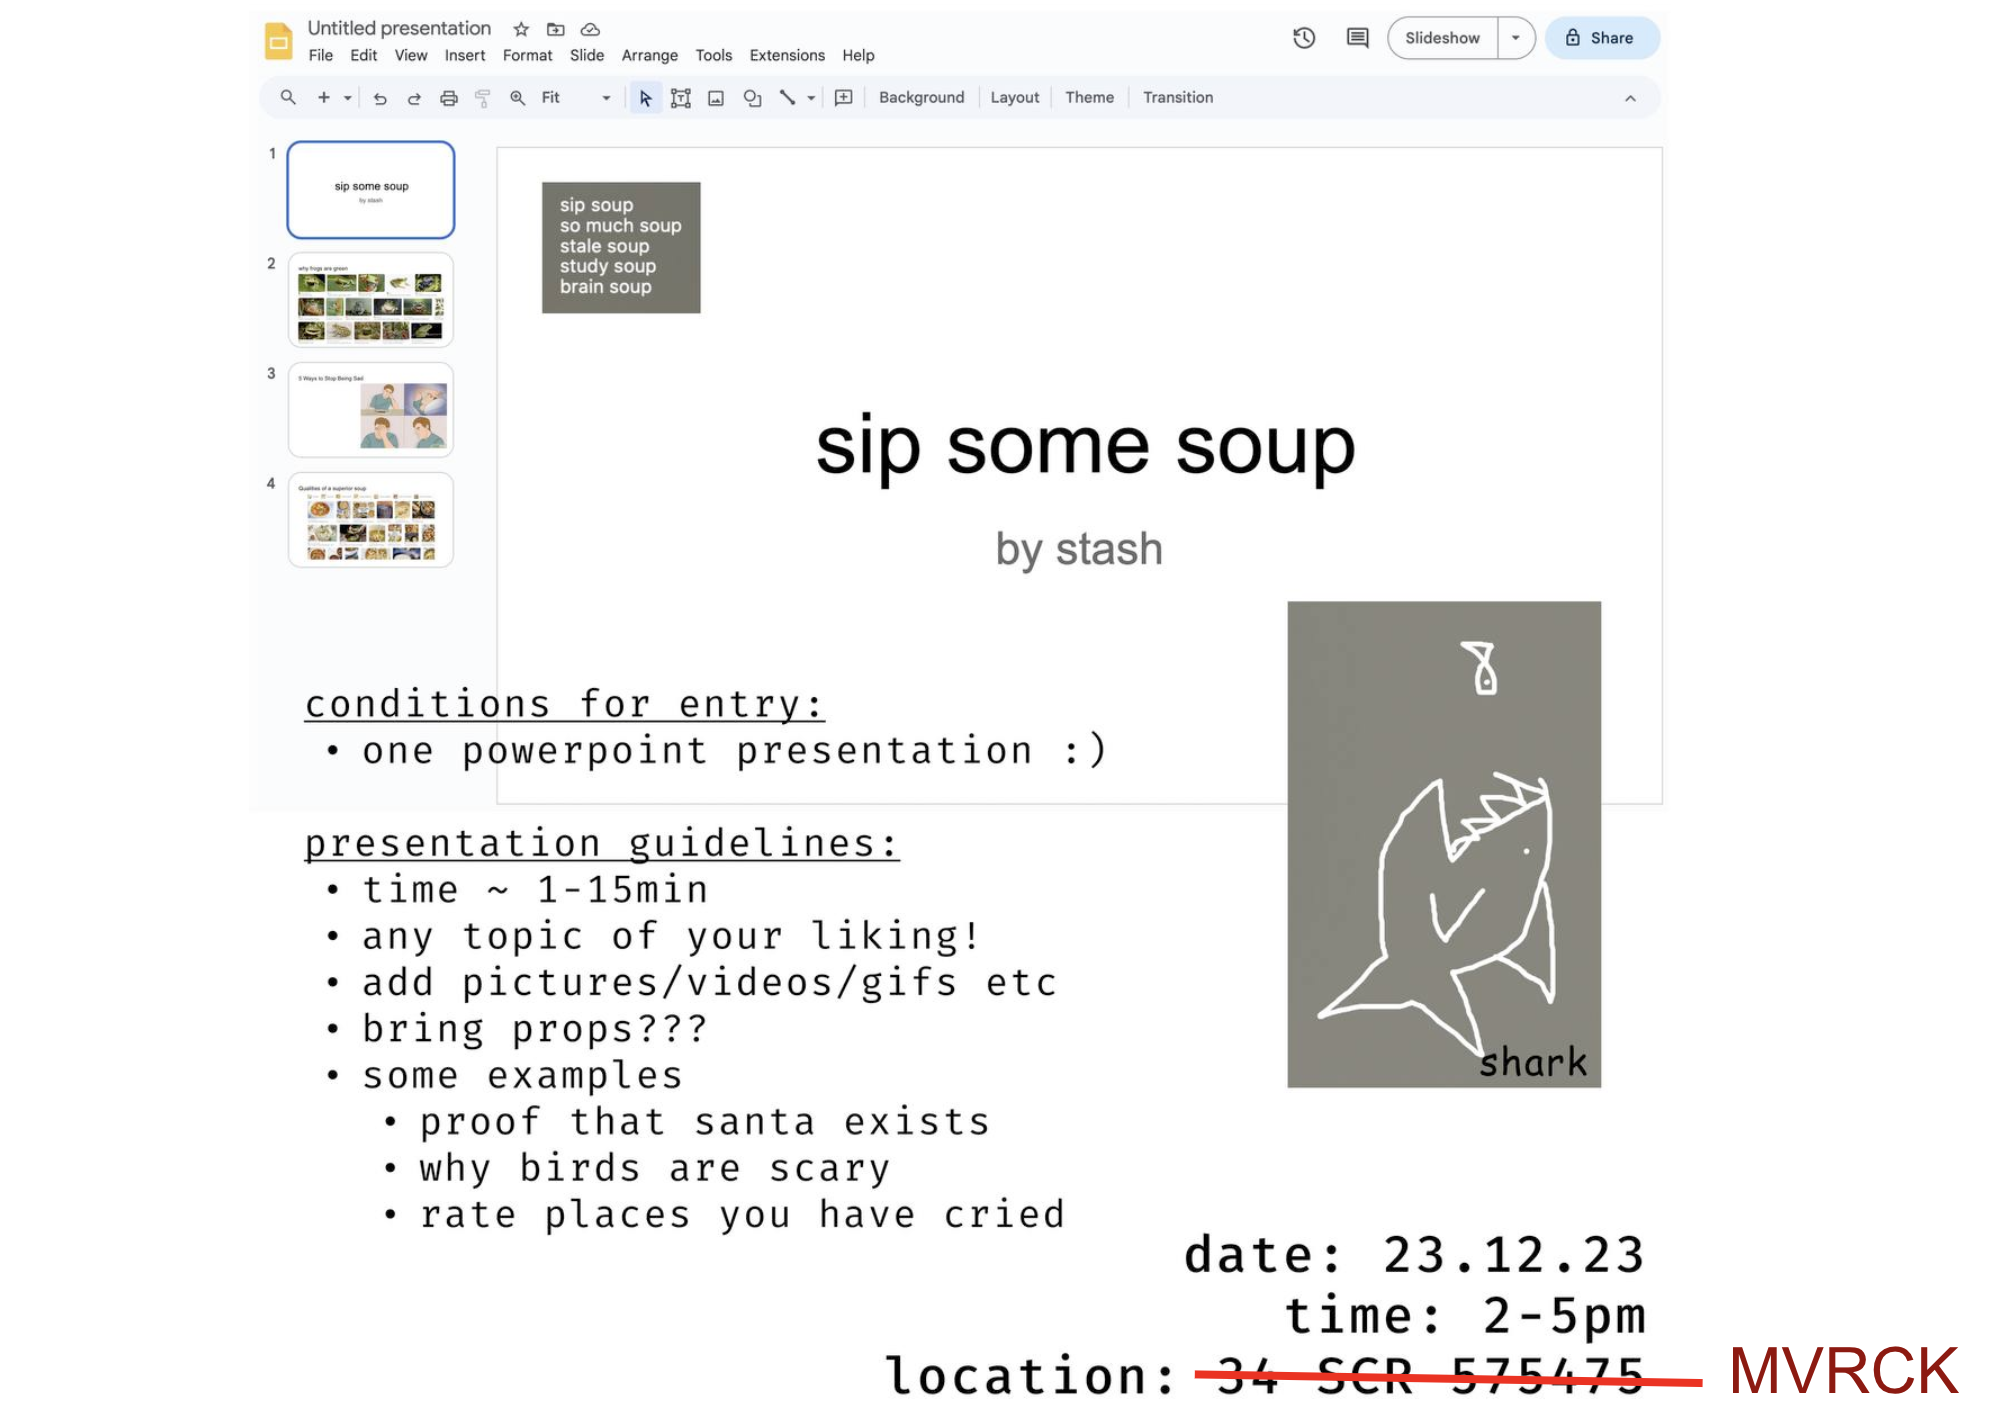 Untitled presentation
File Edit View Insert Format Slide Arrange Tools Extensions Help
Slideshow
Share
Fit
Background
Layout
Theme
Transition
1
sip some soup
by stash
2
why frogs are green
3
5 Ways to Stop Being Sad
4
Qualities of a superior soup
sip soup
so much soup
stale soup
study soup
brain soup
sip some soup
by stash
conditions for entry:
• one powerpoint presentation :)
presentation guidelines:
• time ~ 1-15min
• any topic of your liking!
• add pictures/videos/gifs etc
• bring props???
• some examples
• proof that santa exists
• why birds are scary
• rate places you have cried
shark
date: 23.12.23
time: 2-5pm
location: 34 SCR 575475 MVRCK